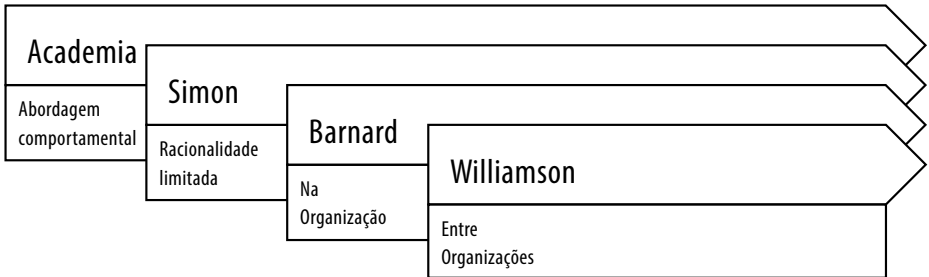 Academia
Abordagem
comportamental
Simon
Racionalidade
limitada
Barnard
Na
Organização
Williamson
Entre
Organizações